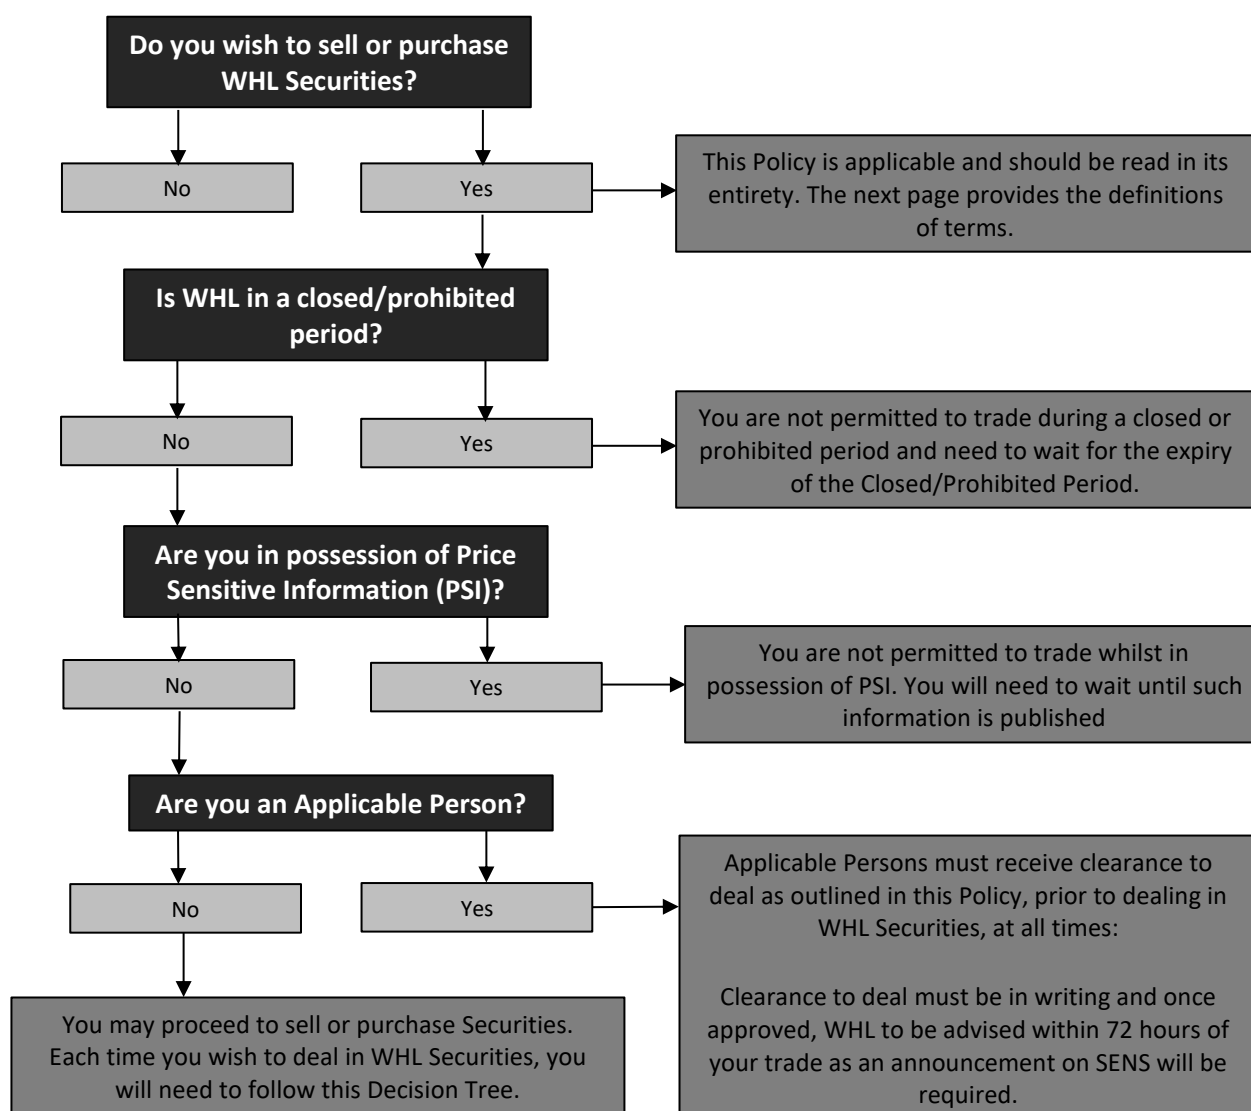 Do you wish to sell or purchase
WHL Securities?
No
Yes
This Policy is applicable and should be read in its
entirety. The next page provides the definitions
of terms.
Is WHL in a closed/prohibited
period?
No
Yes
You are not permitted to trade during a closed or
prohibited period and need to wait for the expiry
of the Closed/Prohibited Period.
Are you in possession of Price
Sensitive Information (PSI)?
No
Yes
You are not permitted to trade whilst in
possession of PSI. You will need to wait until such
information is published
Are you an Applicable Person?
No
Yes
Applicable Persons must receive clearance to
deal as outlined in this Policy, prior to dealing in
WHL Securities, at all times:
Clearance to deal must be in writing and once
approved, WHL to be advised within 72 hours of
your trade as an announcement on SENS will be
required.
You may proceed to sell or purchase Securities.
Each time you wish to deal in WHL Securities, you
will need to follow this Decision Tree.